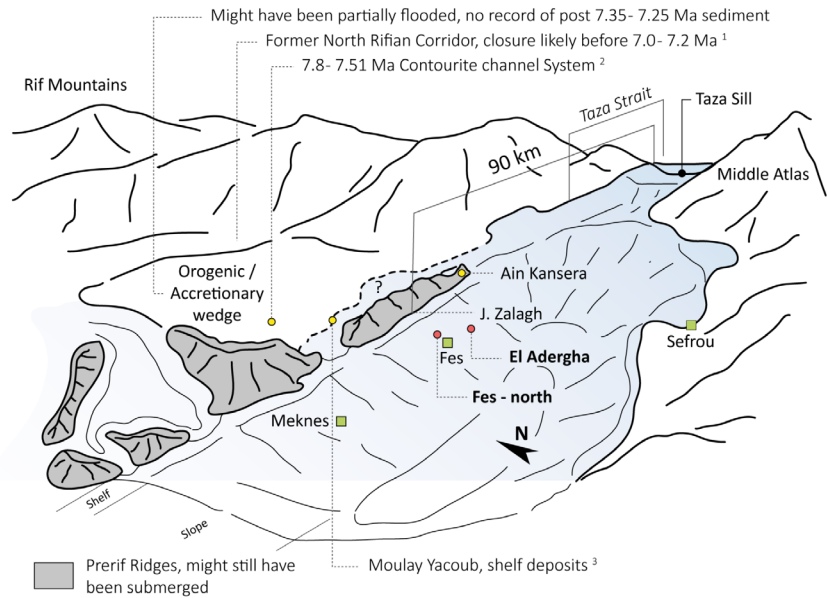 Might have been partially flooded, no record of post 7.35- 7.25 Ma sediment
Former North Rifian Corridor, closure likely before 7.0- 7.2 Ma 1
7.8- 7.51 Ma Contourite channel System 2
Rif Mountains
Taza Strait
Taza Sill
90 km
Middle Atlas
Orogenic /
Accretionary
wedge
?
Ain Kansera
J. Zalagh
Sefrou
Fes
El Adergha
Fes - north
Meknes
N
Shelf
Slope
Moulay Yacoub, shelf deposits 3
Prerif Ridges, might still have
been submerged